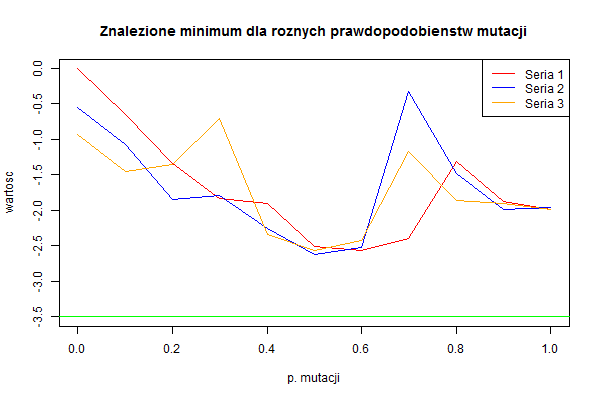 Znalezione minimum dla roznych prawdopodobienstw mutacji
Seria 1
Seria 2
Seria 3
wartosc
0.0
-0.5
-1.0
-1.5
-2.0
-2.5
-3.0
-3.5
0.0 0.2 0.4 0.6 0.8 1.0
p. mutacji